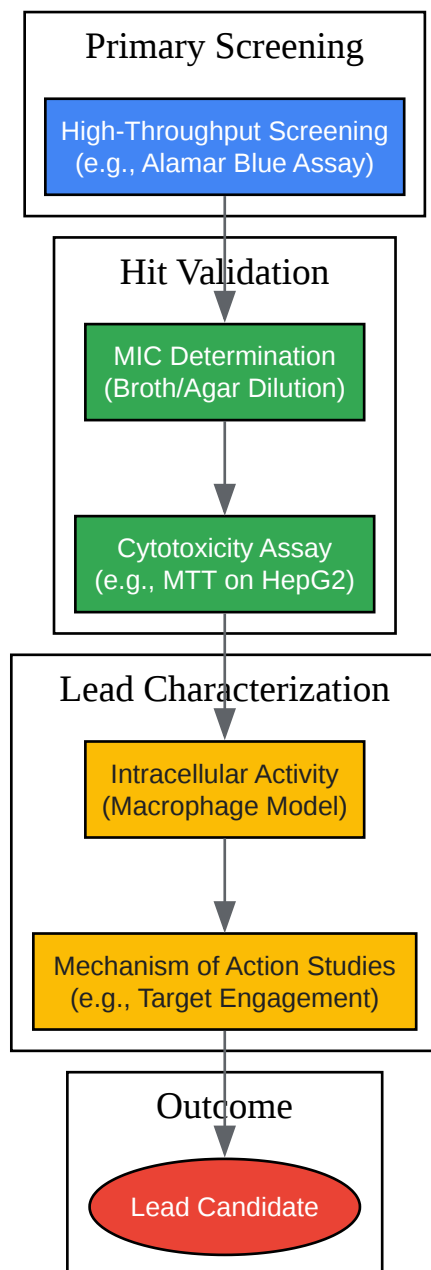 Primary Screening
High-Throughput Screening
(e.g., Alamar Blue Assay)
Hit Validation
MIC Determination
(Broth/Agar Dilution)
Cytotoxicity Assay
(e.g., MTT on HepG2)
Lead Characterization
Intracellular Activity
(Macrophage Model)
Mechanism of Action Studies
(e.g., Target Engagement)
Outcome
Lead Candidate